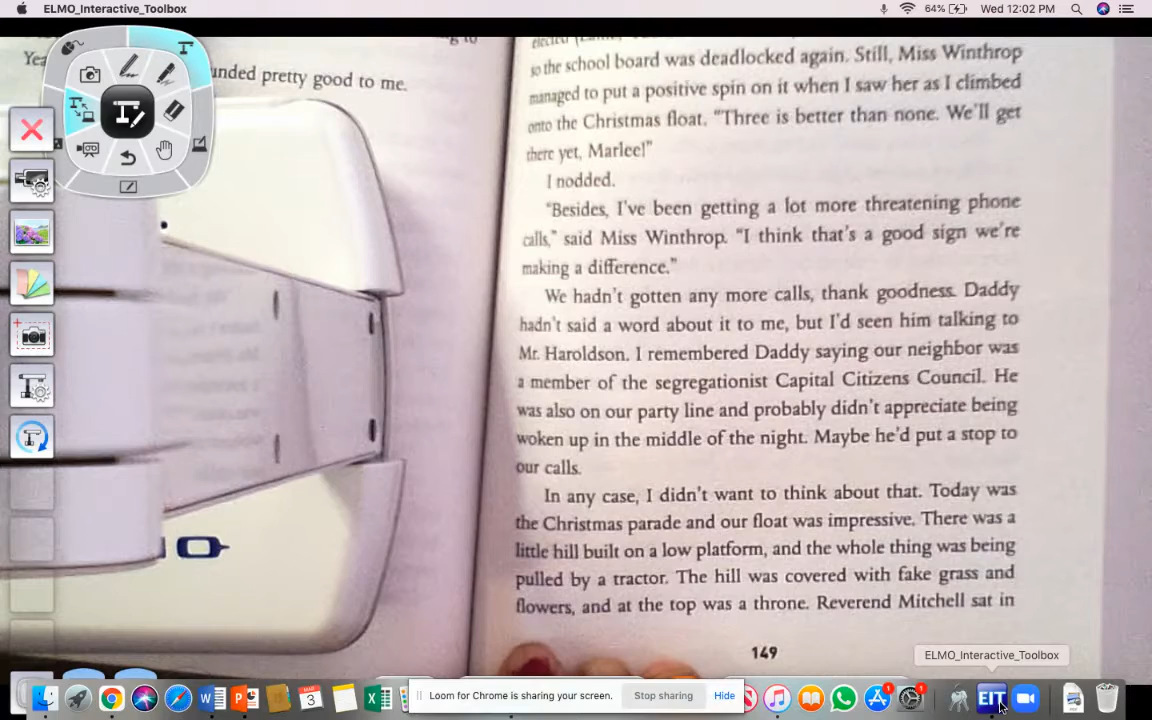 ELMO_Interactive_Toolbox
64%
Wed 12:02 PM
Yea
unded pretty good to me.
so the school board was deadlocked again. Still, Miss Winthrop
managed to put a positive spin on it when I saw her as I climbed
onto the Christmas float. “Three is better than none. We’ll get
there yet, Marlee!”
I nodded.
“Besides, I’ve been getting a lot more threatening phone
calls,” said Miss Winthrop. “I think that’s a good sign we’re
making a difference.”
We hadn’t gotten any more calls, thank goodness. Daddy
hadn’t said a word about it to me, but I’d seen him talking to
Mr. Haroldson. I remembered Daddy saying our neighbor was
a member of the segregationist Capital Citizens Council. He
was also on our party line and probably didn’t appreciate being
woken up in the middle of the night. Maybe he’d put a stop to
our calls.
In any case, I didn’t want to think about that. Today was
the Christmas parade and our float was impressive. There was a
little hill built on a low platform, and the whole thing was being
pulled by a tractor. The hill was covered with fake grass and
flowers, and at the top was a throne. Reverend Mitchell sat in
149
ELMO_Interactive_Toolbox
Loom for Chrome is sharing your screen.
Stop sharing
Hide
MAR
3
EIT